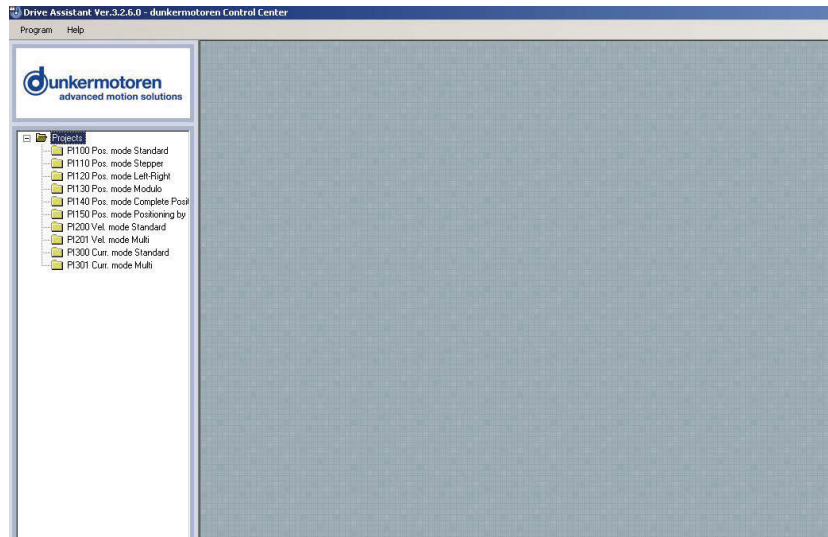 Drive Assistant Ver.3.2.6.0 - dunkermotoren Control Center
Program Help
dunkermotoren
advanced motion solutions
Projects
PI100 Pos. mode Standard
PI110 Pos. mode Stepper
PI120 Pos. mode Left-Right
PI130 Pos. mode Modulo
PI140 Pos. mode Complete Posit
PI150 Pos. mode Positioning by
PI200 Vel. mode Standard
PI201 Vel. mode Multi
PI300 Curr. mode Standard
PI301 Curr. mode Multi